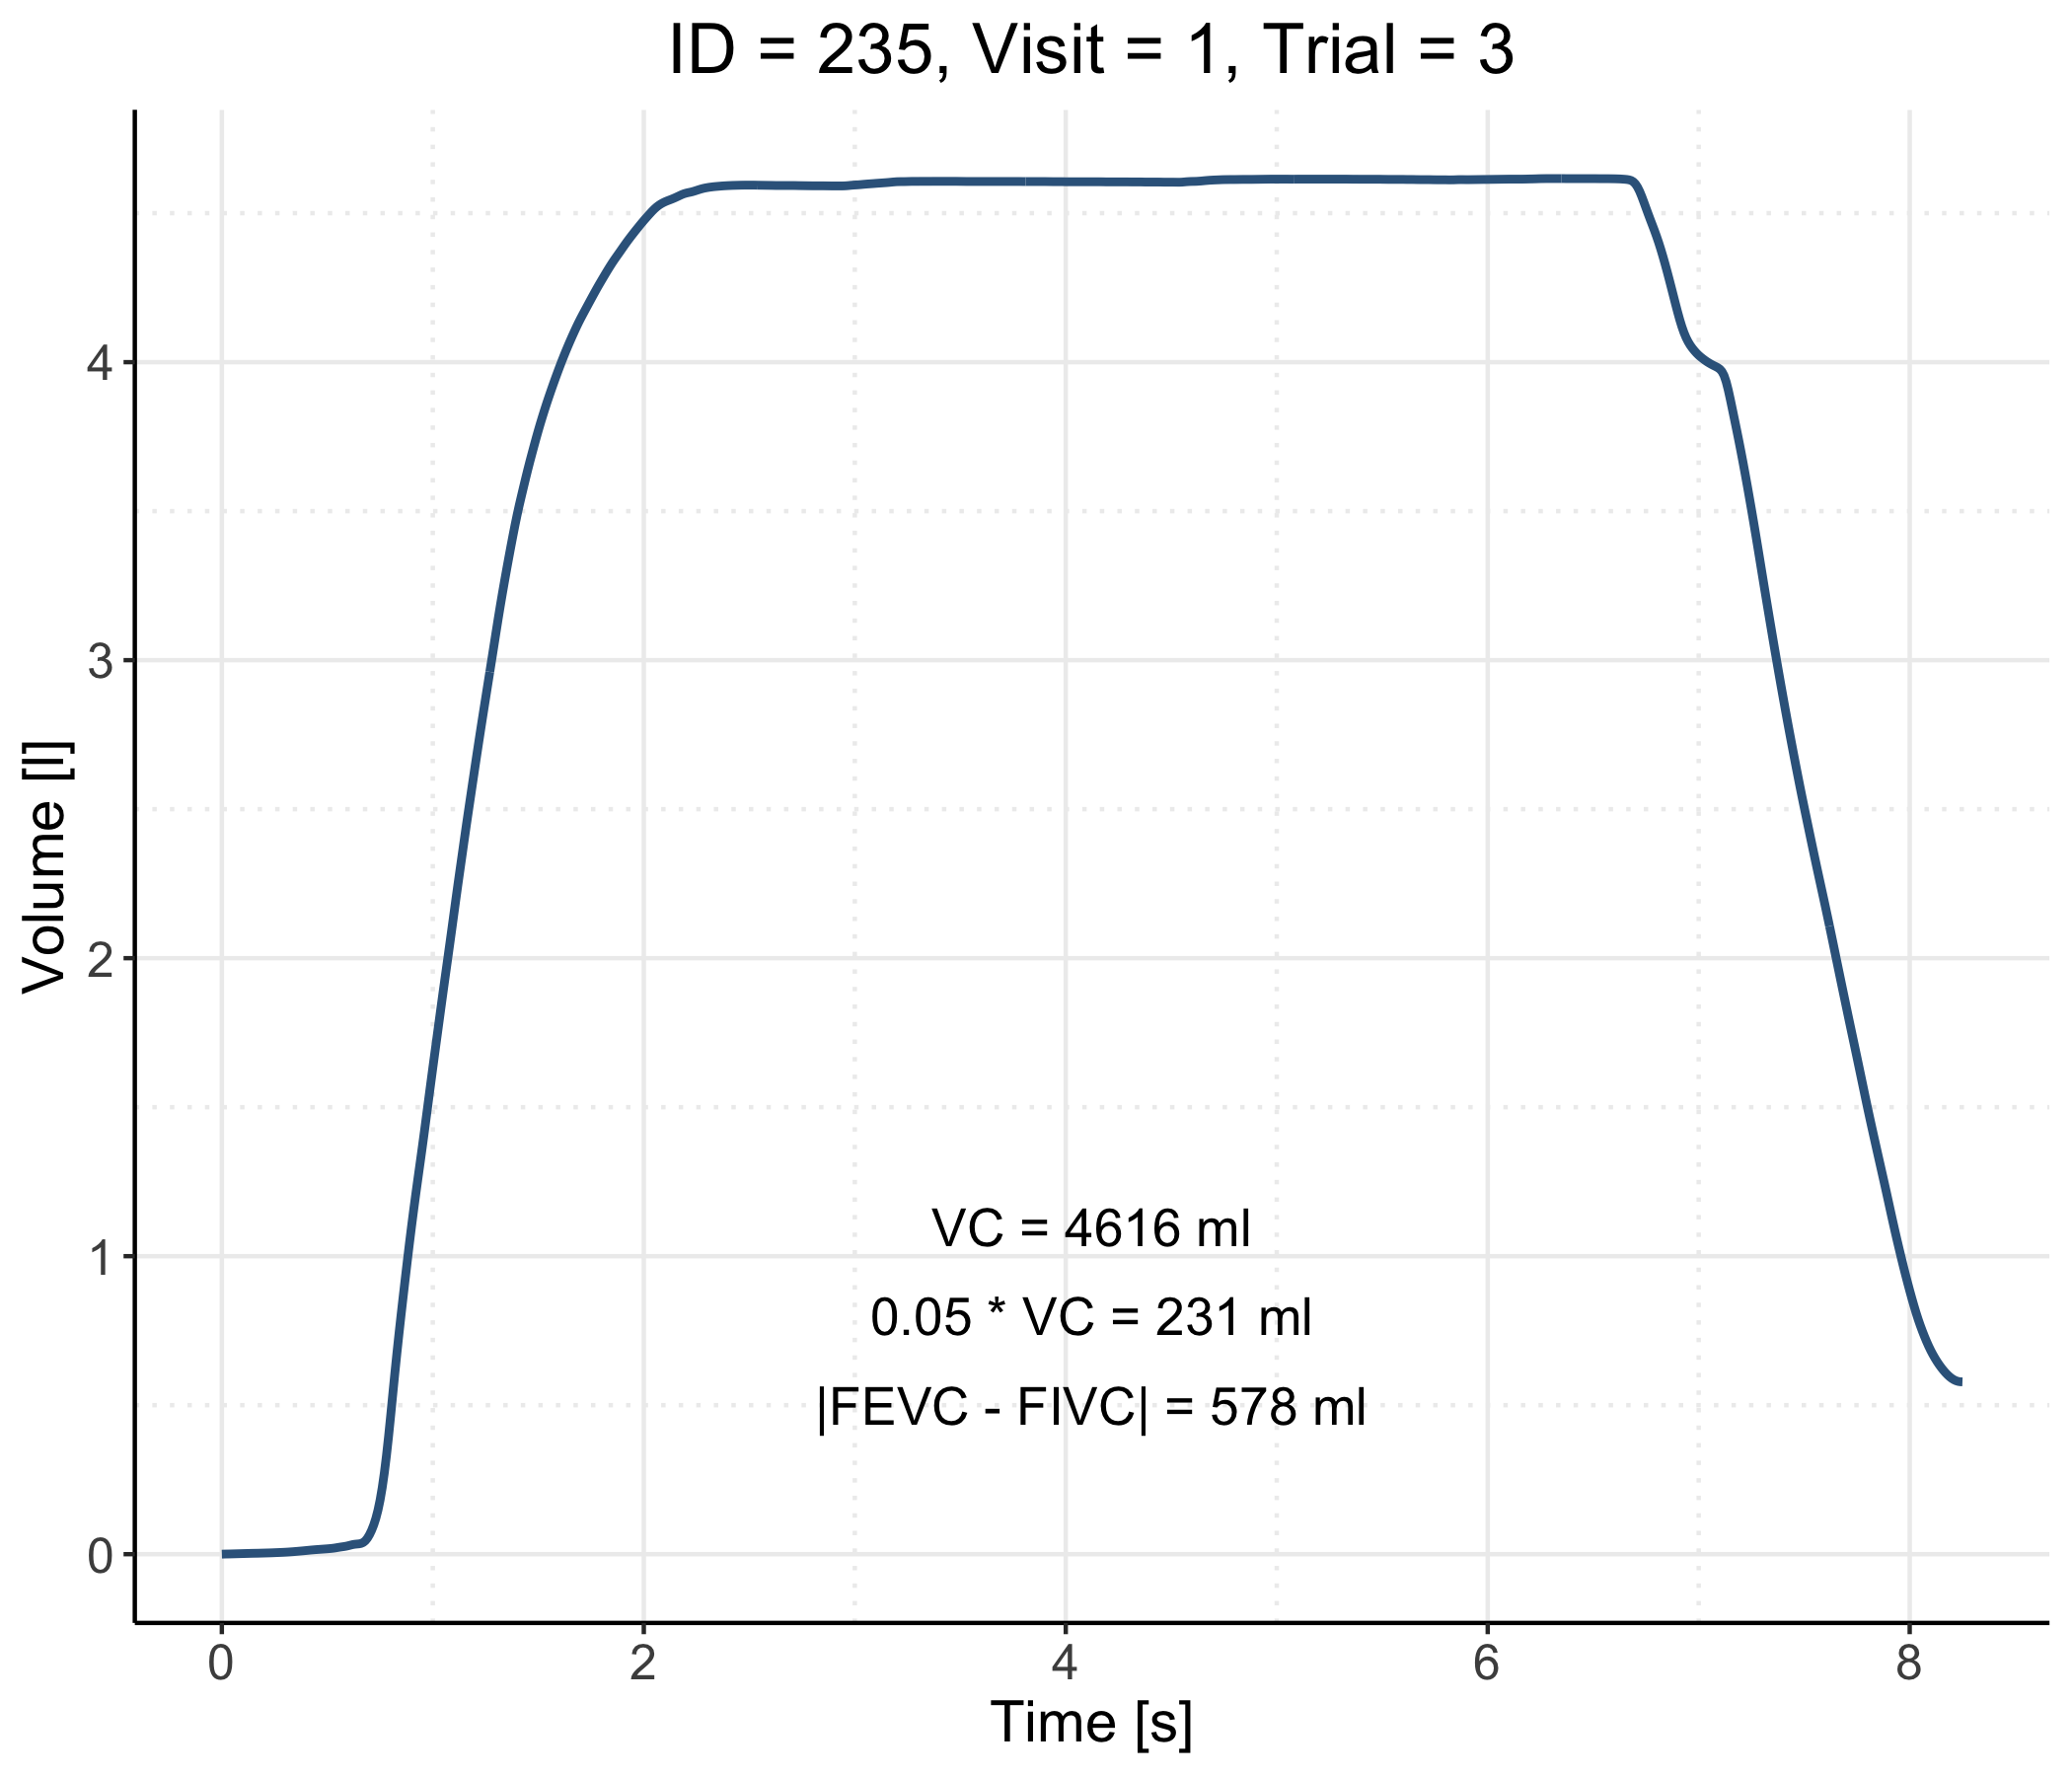 ID = 235, Visit = 1, Trial = 3
Volume [l]
4
3
2
1
0
VC = 4616 ml
0.05 * VC = 231 ml
|FEVC - FIVC| = 578 ml
0 2 4 6 8
Time [s]